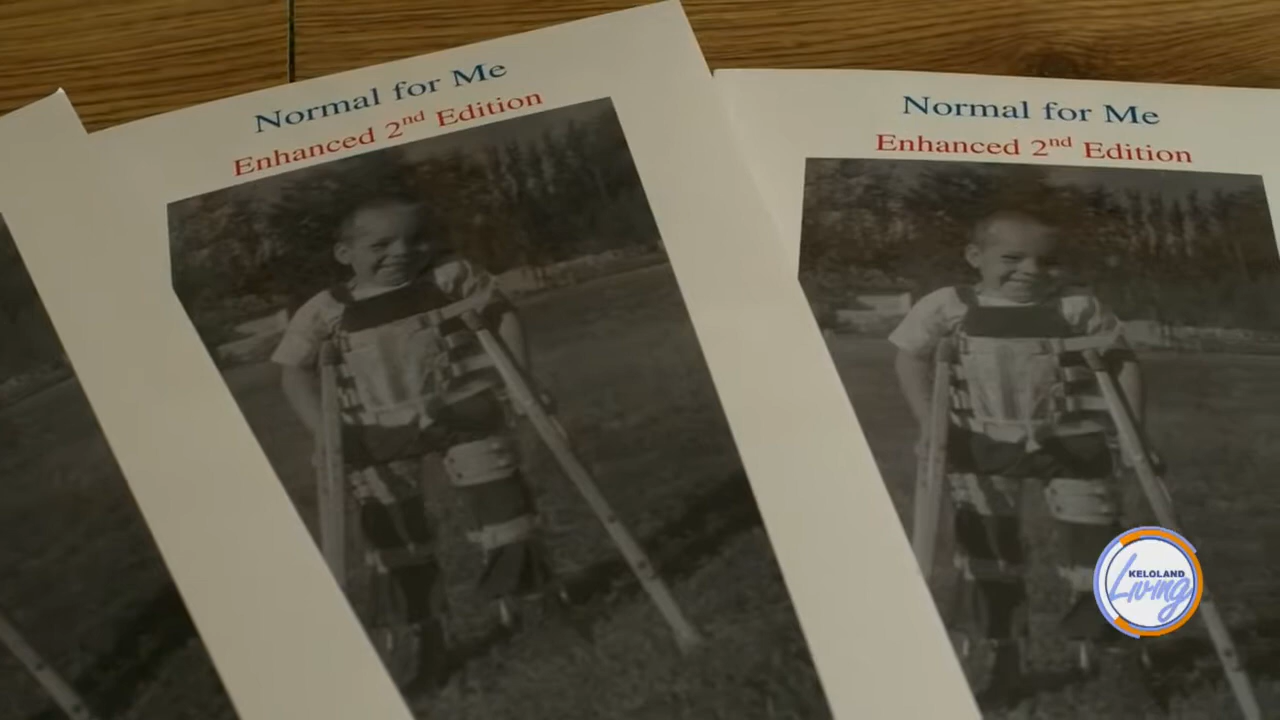 Normal for Me
Enhanced 2nd Edition
Normal for Me
Enhanced 2nd Edition
KELOLAND
Living